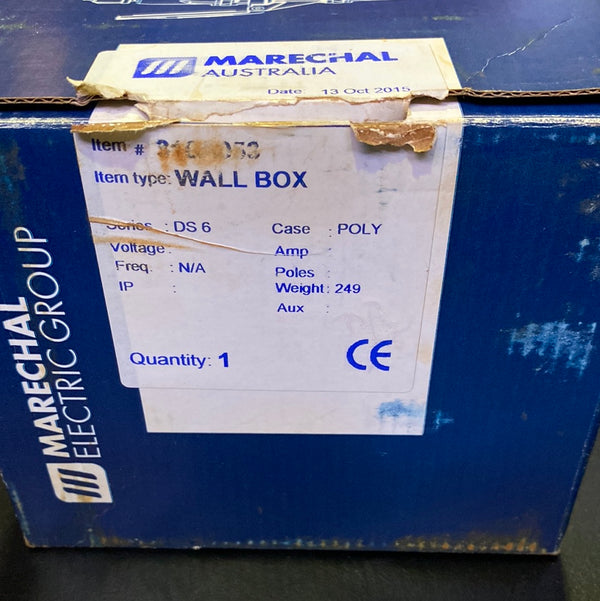 MARECHAL
AUSTRALIA
Date: 13 Oct 2015
Item #
Item type: WALL BOX
Series : DS 6
Case : POLY
Voltage :
Amp :
Freq. : N/A
Poles :
IP :
Weight : 249
Aux :
Quantity: 1
CE
MARECHAL
ELECTRIC GROUP